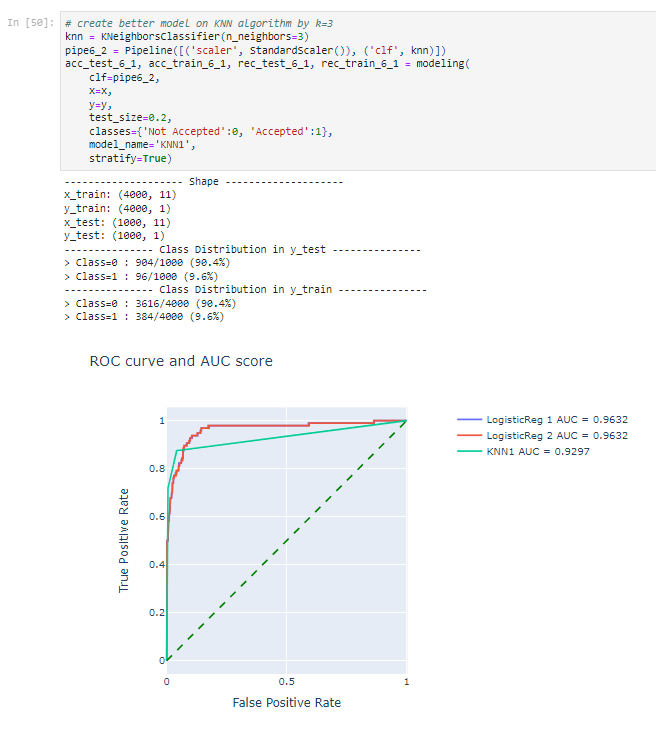 In [50]:
# create better model on KNN algorithm by k=3
knn = KNeighborsClassifier(n_neighbors=3)
pipe6_2 = Pipeline([('scaler', StandardScaler()), ('clf', knn)])
acc_test_6_1, acc_train_6_1, rec_test_6_1, rec_train_6_1 = modeling(
    clf=pipe6_2,
    x=x,
    y=y,
    test_size=0.2,
    classes={'Not Accepted':0, 'Accepted':1},
    model_name='KNN1',
    stratify=True)
-------------------- Shape --------------------
x_train: (4000, 11)
y_train: (4000, 1)
x_test: (1000, 11)
y_test: (1000, 1)
--------------- Class Distribution in y_test ---------------
> Class=0 : 904/1000 (90.4%)
> Class=1 : 96/1000 (9.6%)
--------------- Class Distribution in y_train ---------------
> Class=0 : 3616/4000 (90.4%)
> Class=1 : 384/4000 (9.6%)
ROC curve and AUC score
LogisticReg 1 AUC = 0.9632
LogisticReg 2 AUC = 0.9632
KNN1 AUC = 0.9297
True Positive Rate
1
0.8
0.6
0.4
0.2
0
0
0.5
1
False Positive Rate